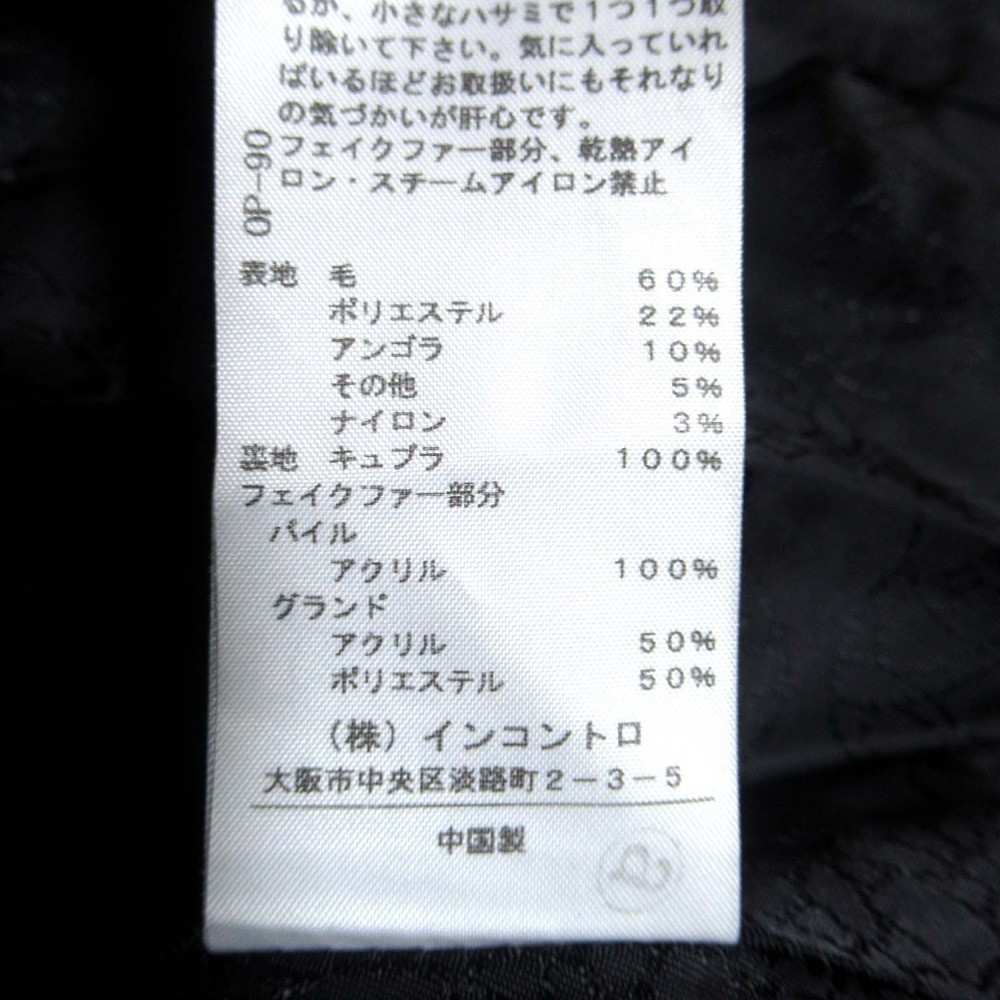 るか、小さなハサミで1つ1つ取
り除いて下さい。気に入っていれ
ばいるほどお取扱いにもそれなり
の気づかいが肝心です。
フェイクファー部分、乾熱アイ
ロン・スチームアイロン禁止
OP-90
表地 毛 60%
ポリエステル 22%
アンゴラ 10%
その他 5%
ナイロン 3%
裏地 キュプラ 100%
フェイクファー部分
パイル
アクリル 100%
グランド
アクリル 50%
ポリエステル 50%
(株)インコントロ
大阪市中央区淡路町2-3-5
中国製